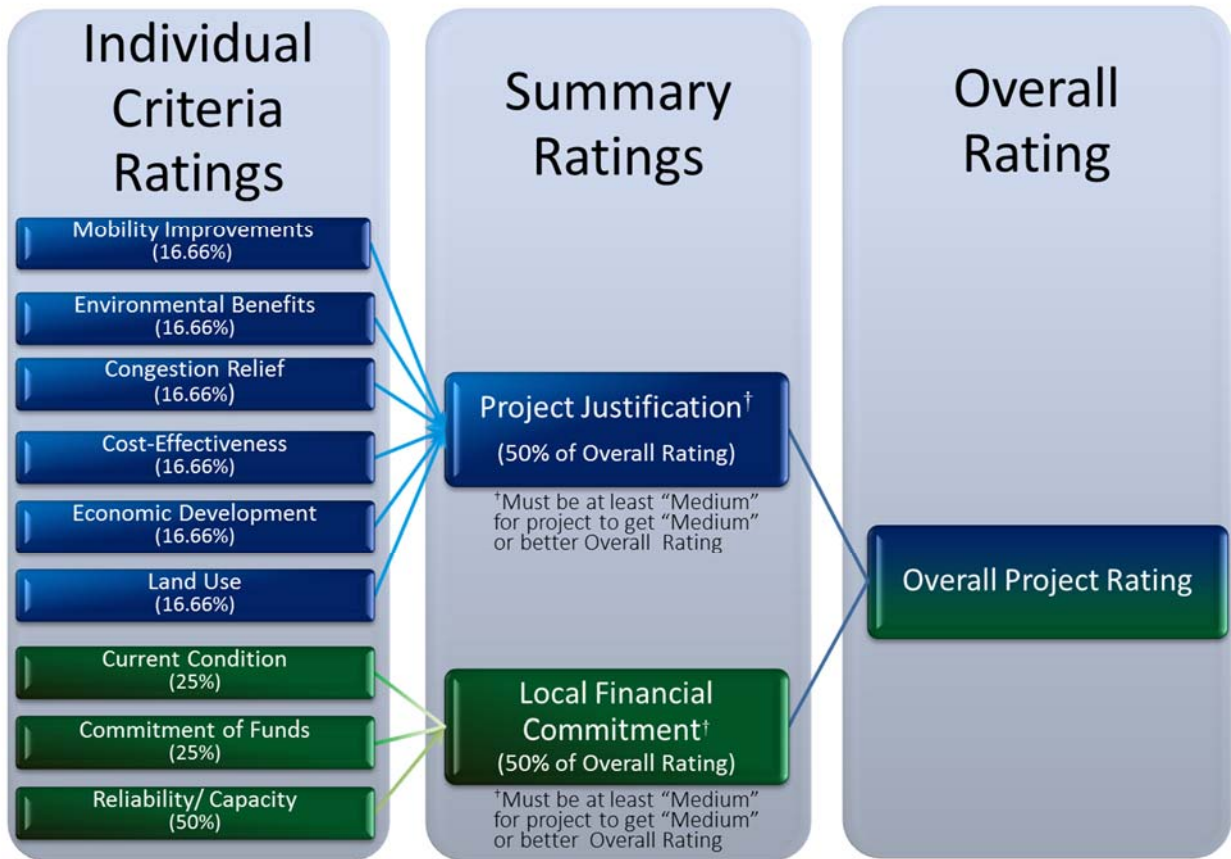 Individual
Criteria
Ratings
Mobility Improvements
(16.66%)
Environmental Benefits
(16.66%)
Congestion Relief
(16.66%)
Cost-Effectiveness
(16.66%)
Economic Development
(16.66%)
Land Use
(16.66%)
Current Condition
(25%)
Commitment of Funds
(25%)
Reliability/ Capacity
(50%)
Summary
Ratings
Project Justification†
(50% of Overall Rating)
†Must be at least “Medium”
for project to get “Medium”
or better Overall Rating
Local Financial
Commitment†
(50% of Overall Rating)
†Must be at least “Medium”
for project to get “Medium”
or better Overall Rating
Overall
Rating
Overall Project Rating